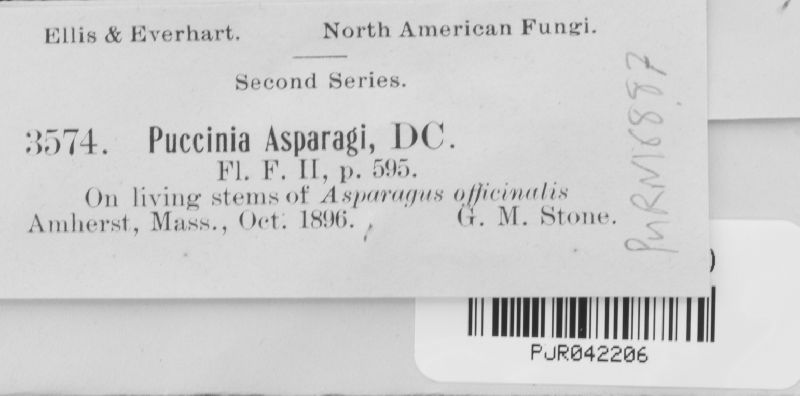 Ellis & Everhart. North American Fungi.
Second Series.
3574. Puccinia Asparagi, DC.
Fl. F. II, p. 595.
On living stems of Asparagus officinalis
Amherst, Mass., Oct. 1896. G. M. Stone.
PURN16887
PUR042206